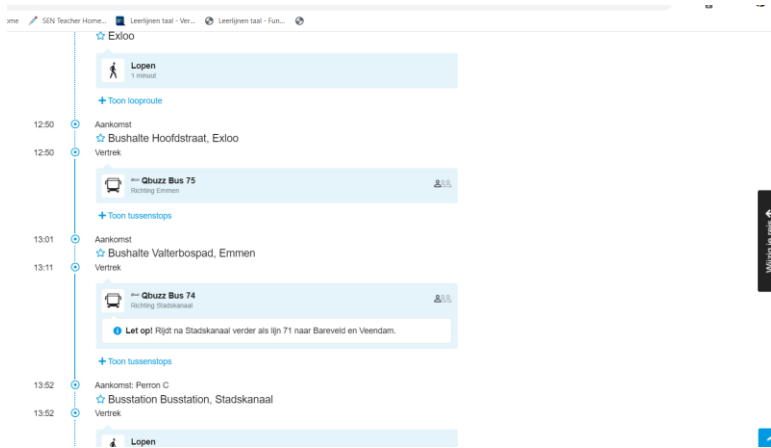 ome SEN Teacher Home... Leerlijnen taal - Ver... Leerlijnen taal - Fun...
Exloo
Lopen
1 minuut
+ Toon looproute
12:50 Aankomst
Bushalte Hoofdstraat, Exloo
12:50 Vertrek
Qbuzz Bus 75
Richting Emmen
+ Toon tussenstops
13:01 Aankomst
Bushalte Valterbospad, Emmen
13:11 Vertrek
Qbuzz Bus 74
Richting Stadskanaal
Let op! Rijdt na Stadskanaal verder als lijn 71 naar Bareveld en Veendam.
+ Toon tussenstops
13:52 Aankomst: Perron C
Busstation Busstation, Stadskanaal
13:52 Vertrek
Lopen
Wijzig je reis